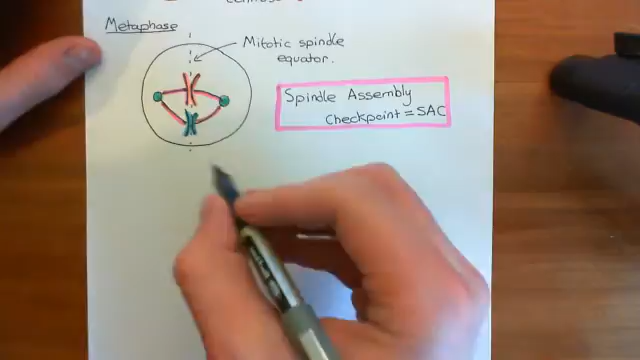 Metaphase
Mitotic spindle
equator.
Spindle Assembly
Checkpoint = SAC